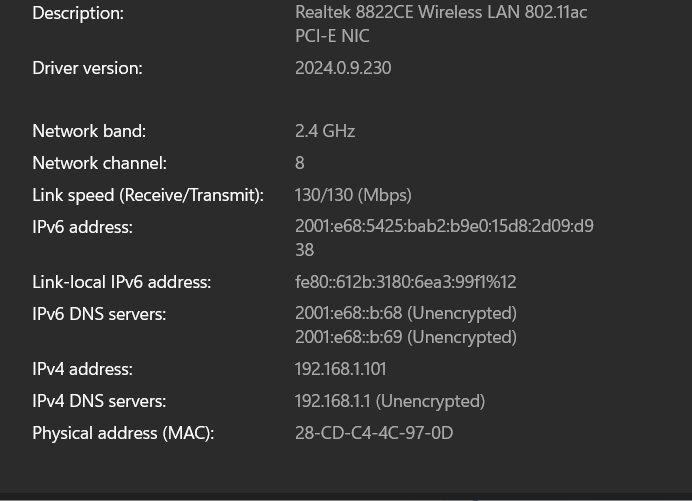 Description: Realtek 8822CE Wireless LAN 802.11ac
PCI-E NIC
Driver version: 2024.0.9.230
Network band: 2.4 GHz
Network channel: 8
Link speed (Receive/Transmit): 130/130 (Mbps)
IPv6 address: 2001:e68:5425:bab2:b9e0:15d8:2d09:d9
38
Link-local IPv6 address: fe80::612b:3180:6ea3:99f1%12
IPv6 DNS servers: 2001:e68::b:68 (Unencrypted)
2001:e68::b:69 (Unencrypted)
IPv4 address: 192.168.1.101
IPv4 DNS servers: 192.168.1.1 (Unencrypted)
Physical address (MAC): 28-CD-C4-4C-97-0D